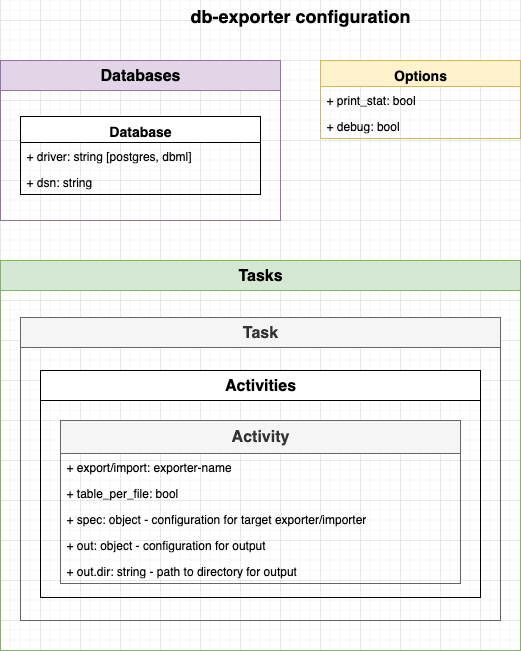 db-exporter configuration
Databases
Database
+ driver: string [postgres, dbml]
+ dsn: string
Options
+ print_stat: bool
+ debug: bool
Tasks
Task
Activities
Activity
+ export/import: exporter-name
+ table_per_file: bool
+ spec: object - configuration for target exporter/importer
+ out: object - configuration for output
+ out.dir: string - path to directory for output